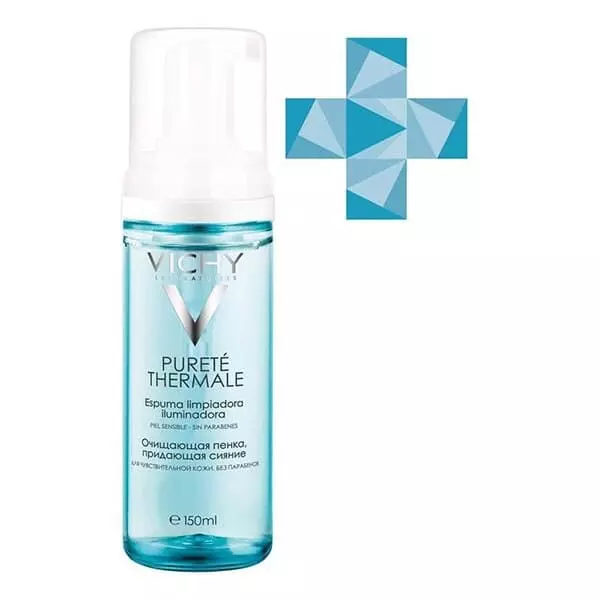 VICHY
LABORATOIRES
PURETÉ
THERMALE
Espuma limpiadora
iluminadora
PIEL SENSIBLE - SIN PARABENES
Очищающая пенка,
придающая сияние
ДЛЯ ЧУВСТВИТЕЛЬНОЙ КОЖИ. БЕЗ ПАРАБЕНОВ
℮ 150ml